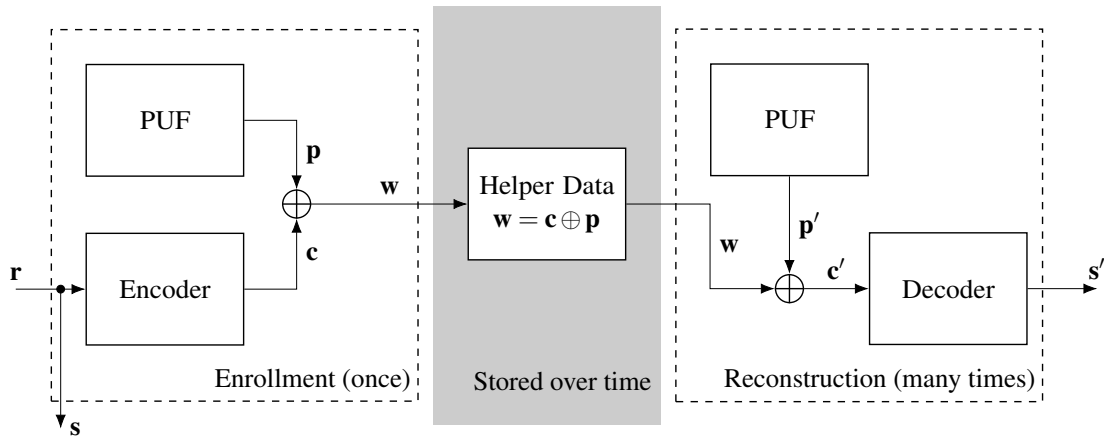 PUF
p
w
Helper Data
w = c ⊕ p
PUF
p′
w
c
r
Encoder
c′
Decoder
s′
Enrollment (once)
Stored over time
Reconstruction (many times)
s